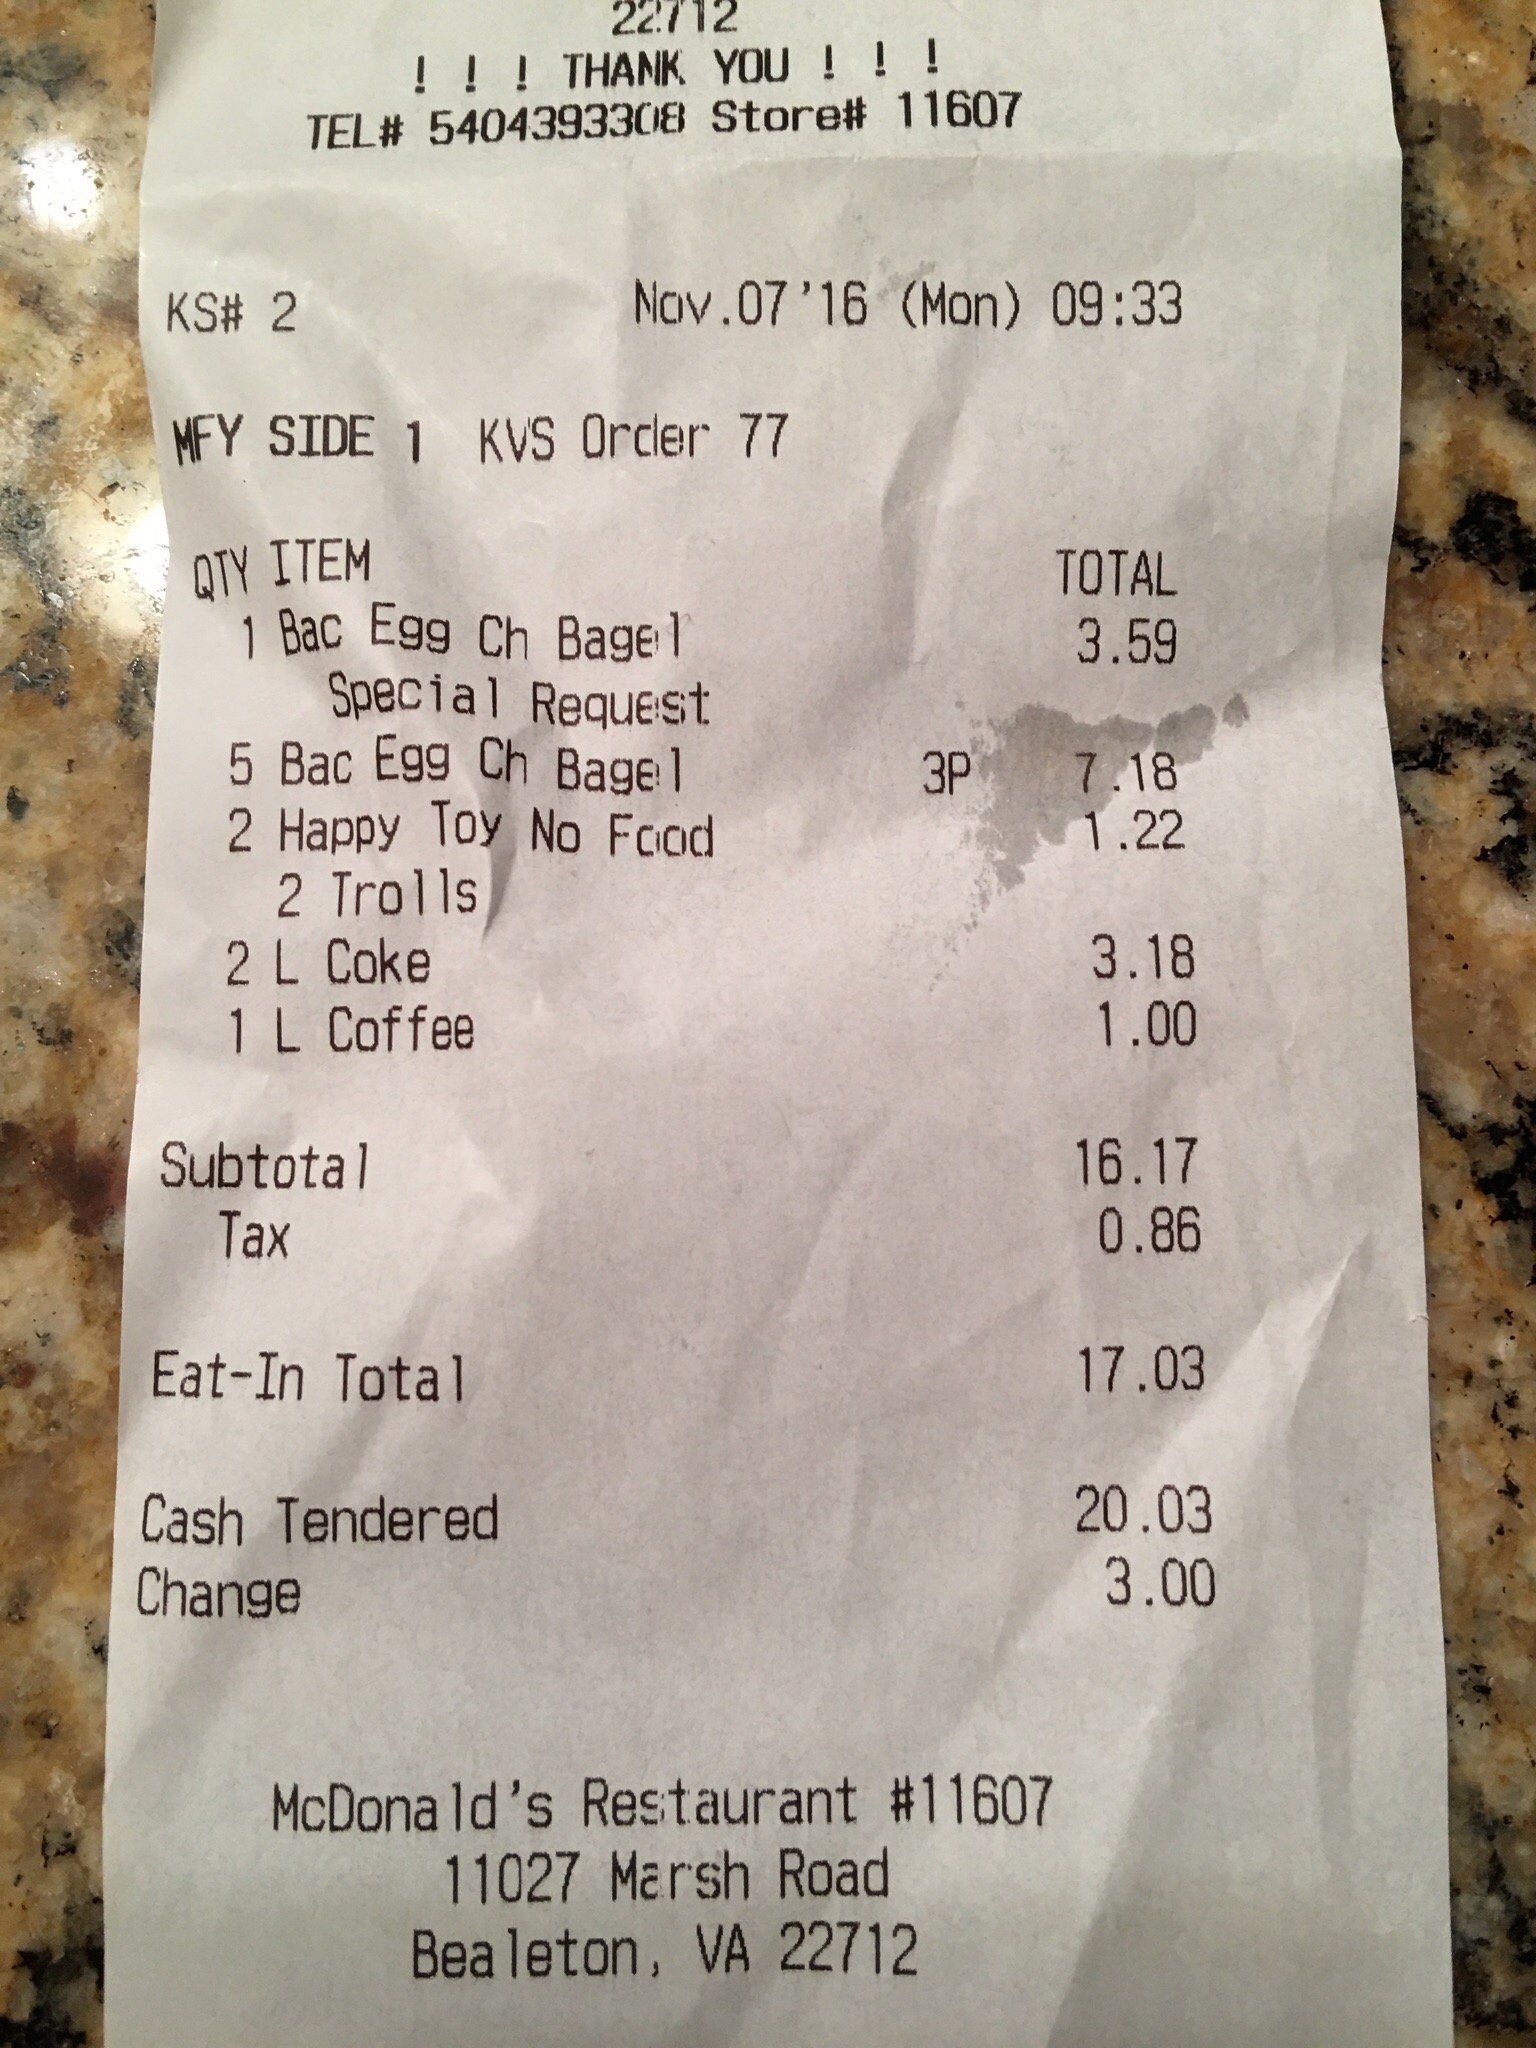 22712
! ! ! THANK YOU ! ! !
TEL# 5404393308 Store# 11607
KS# 2 Nov.07'16 (Mon) 09:33
MFY SIDE 1 KVS Order 77
QTY ITEM TOTAL
1 Bac Egg Ch Bagel 3.59
Special Request
5 Bac Egg Ch Bagel 3P 7.18
2 Happy Toy No Food 1.22
2 Trolls
2 L Coke 3.18
1 L Coffee 1.00
Subtotal 16.17
Tax 0.86
Eat-In Total 17.03
Cash Tendered 20.03
Change 3.00
McDonald's Restaurant #11607
11027 Marsh Road
Bealeton, VA 22712